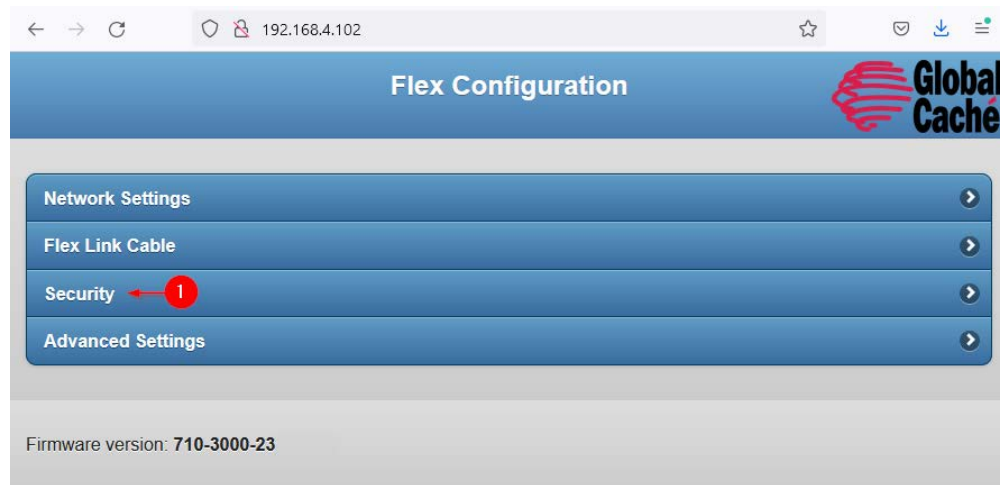 192.168.4.102
Flex Configuration
Global
Caché
Network Settings
Flex Link Cable
Security
1
Advanced Settings
Firmware version: 710-3000-23